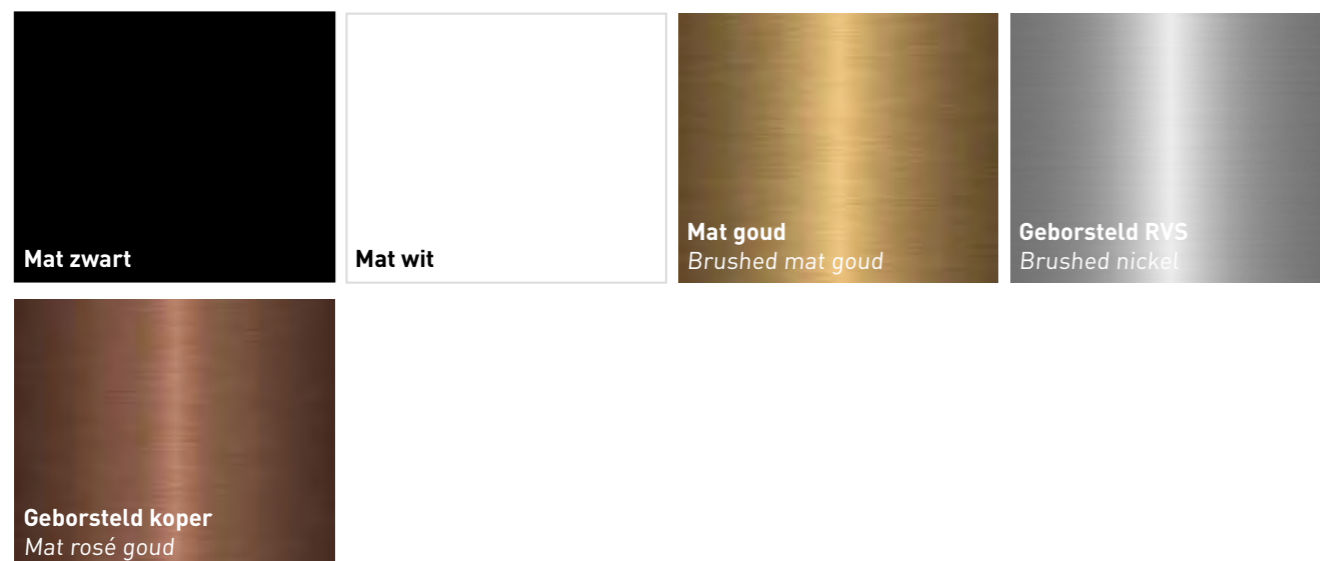 Mat zwart
Mat wit
Mat goud
Brushed mat goud
Geborsteld RVS
Brushed nickel
Geborsteld koper
Mat rosé goud